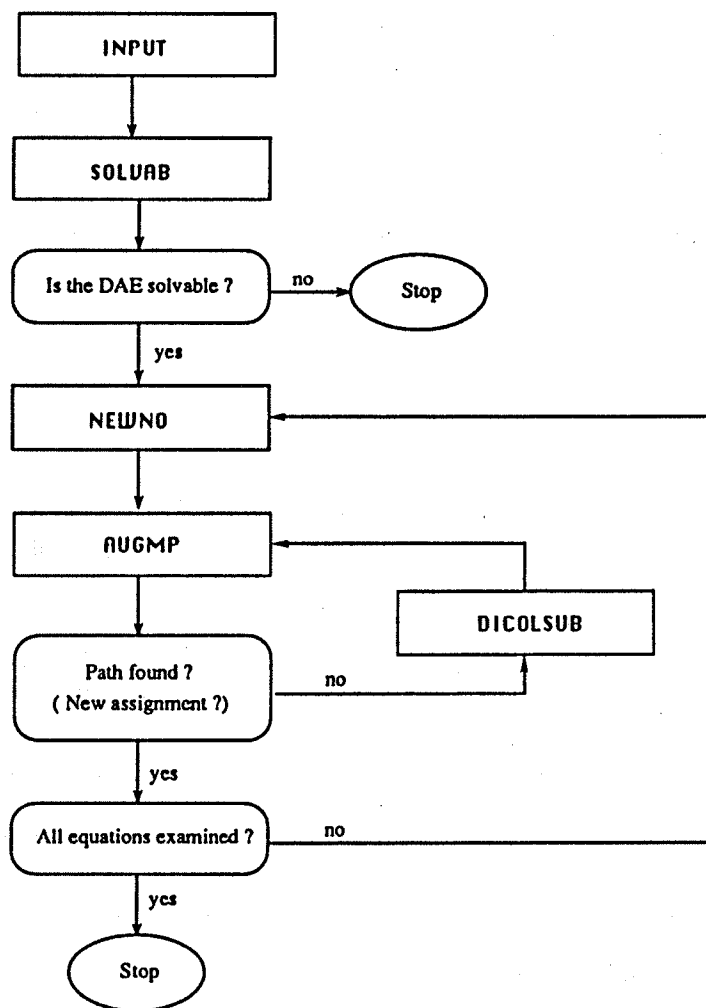 INPUT
SOLVAB
Is the DAE solvable ?
no
Stop
yes
NEWNO
AUGMP
DICOLSUB
Path found ?
( New assignment ?)
no
yes
All equations examined ?
no
yes
Stop